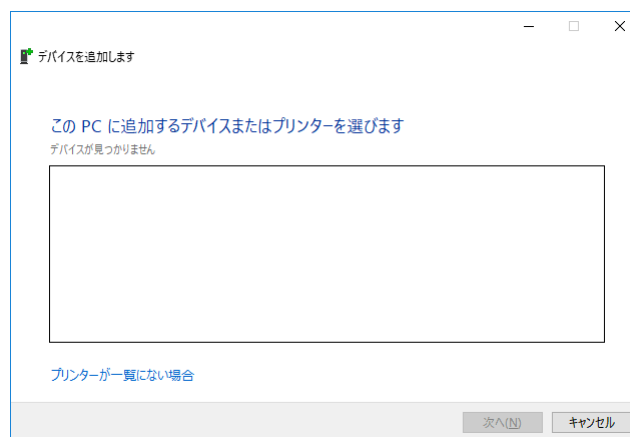 デバイスを追加します
この PC に追加するデバイスまたはプリンターを選びます
デバイスが見つかりません
プリンターが一覧にない場合
次へ(N)
キャンセル